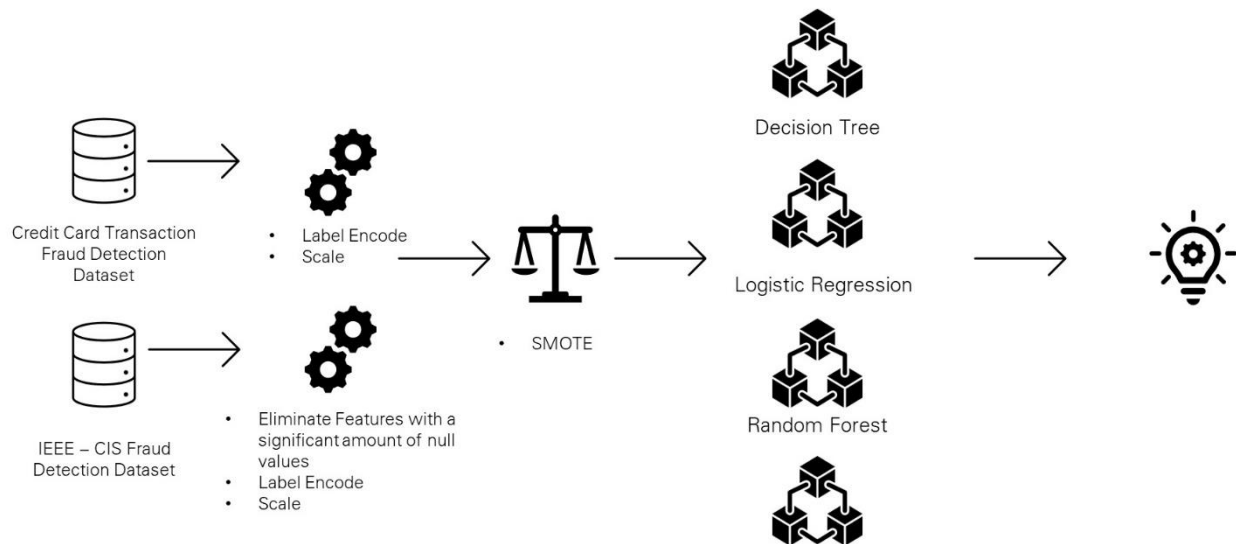 Credit Card Transaction
Fraud Detection
Dataset
• Label Encode
• Scale
IEEE – CIS Fraud
Detection Dataset
• Eliminate Features with a
significant amount of null
values
• Label Encode
• Scale
• SMOTE
Decision Tree
Logistic Regression
Random Forest